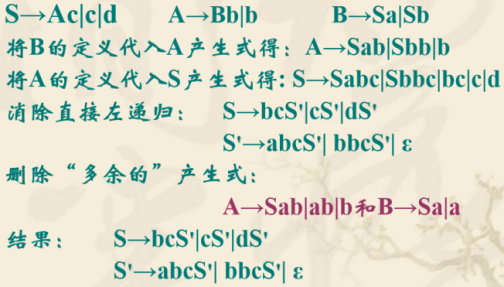 S→Ac|c|d A→Bb|b B→Sa|Sb
将B的定义代入A产生式得：A→Sab|Sbb|b
将A的定义代入S产生式得: S→Sabc|Sbbc|bc|c|d
消除直接左递归： S→bcS'|cS'|dS'
S'→abcS'| bbcS'| ε
删除“多余的”产生式：
A→Sab|ab|b和B→Sa|a
结果： S→bcS'|cS'|dS'
S'→abcS'| bbcS'| ε